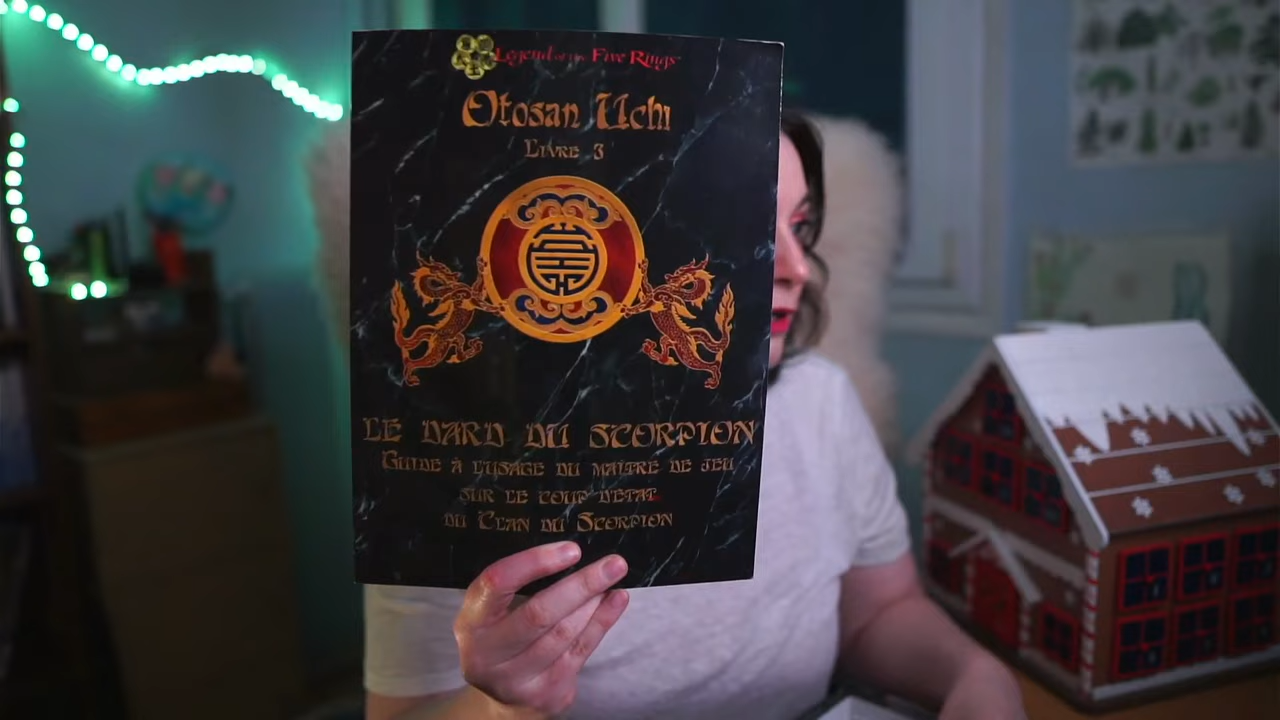 Legend of the Five Rings
Otosan Uchi
Livre 3
Le Dard du Scorpion
Guide à l'usage du maître de jeu
sur le coup d'état
du Clan du Scorpion